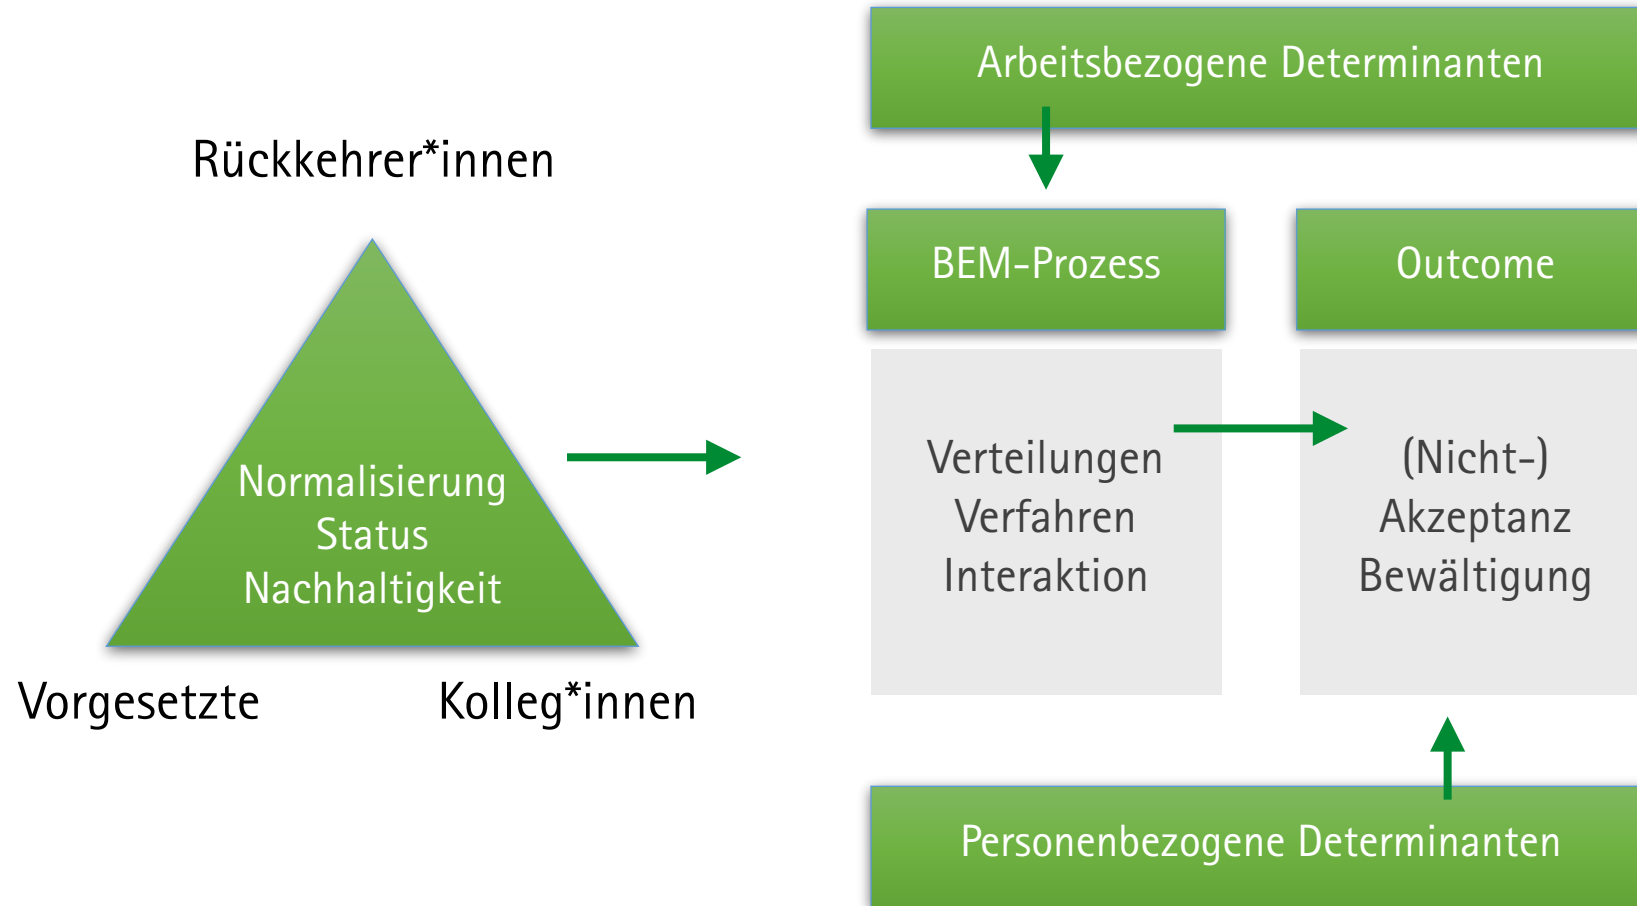 Rückkehrer*innen
Normalisierung
Status
Nachhaltigkeit
Vorgesetzte
Kolleg*innen
Arbeitsbezogene Determinanten
BEM-Prozess
Outcome
Verteilungen
Verfahren
Interaktion
(Nicht-)
Akzeptanz
Bewältigung
Personenbezogene Determinanten